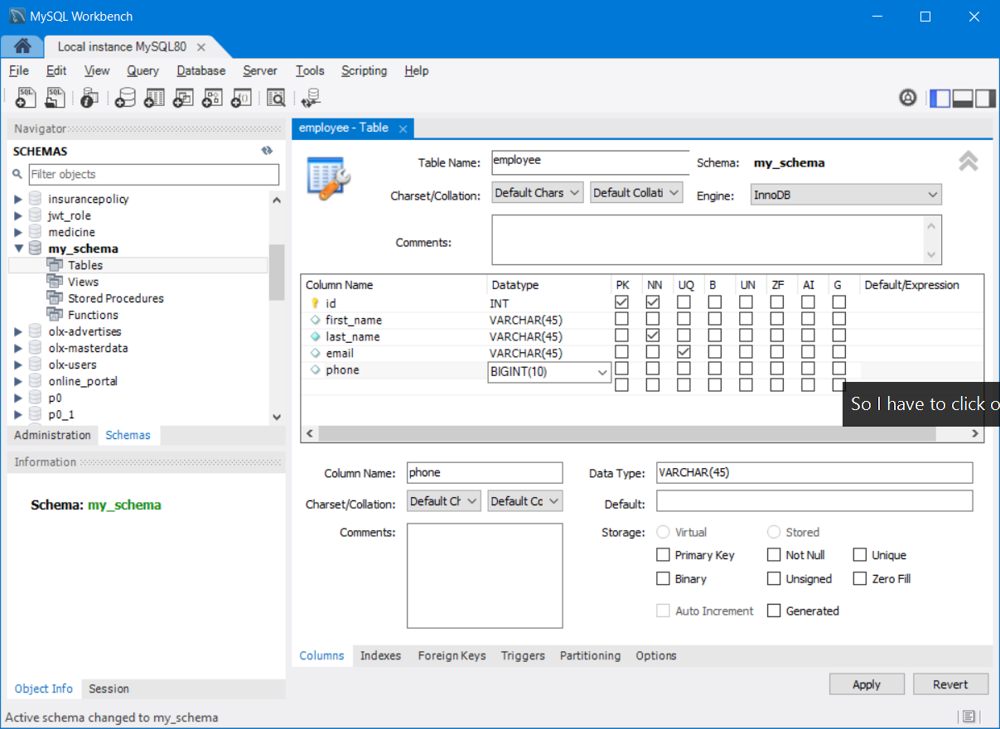 MySQL Workbench
Local instance MySQL80
File Edit View Query Database Server Tools Scripting Help
SQL SQL
Navigator
SCHEMAS
Filter objects
insurancepolicy
jwt_role
medicine
my_schema
Tables
Views
Stored Procedures
Functions
olx-advertises
olx-masterdata
olx-users
online_portal
p0
p0_1
Administration Schemas
Information
Schema: my_schema
Object Info Session
employee - Table
Table Name: employee Schema: my_schema
Charset/Collation: Default Chars Default Collati Engine: InnoDB
Comments:
Column Name Datatype PK NN UQ B UN ZF AI G Default/Expression
id INT
first_name VARCHAR(45)
last_name VARCHAR(45)
email VARCHAR(45)
phone BIGINT(10)
So I have to click o
Column Name: phone Data Type: VARCHAR(45)
Charset/Collation: Default Ch Default Co Default:
Comments: Storage: Virtual Stored
Primary Key Not Null Unique
Binary Unsigned Zero Fill
Auto Increment Generated
Columns Indexes Foreign Keys Triggers Partitioning Options
Apply Revert
Active schema changed to my_schema